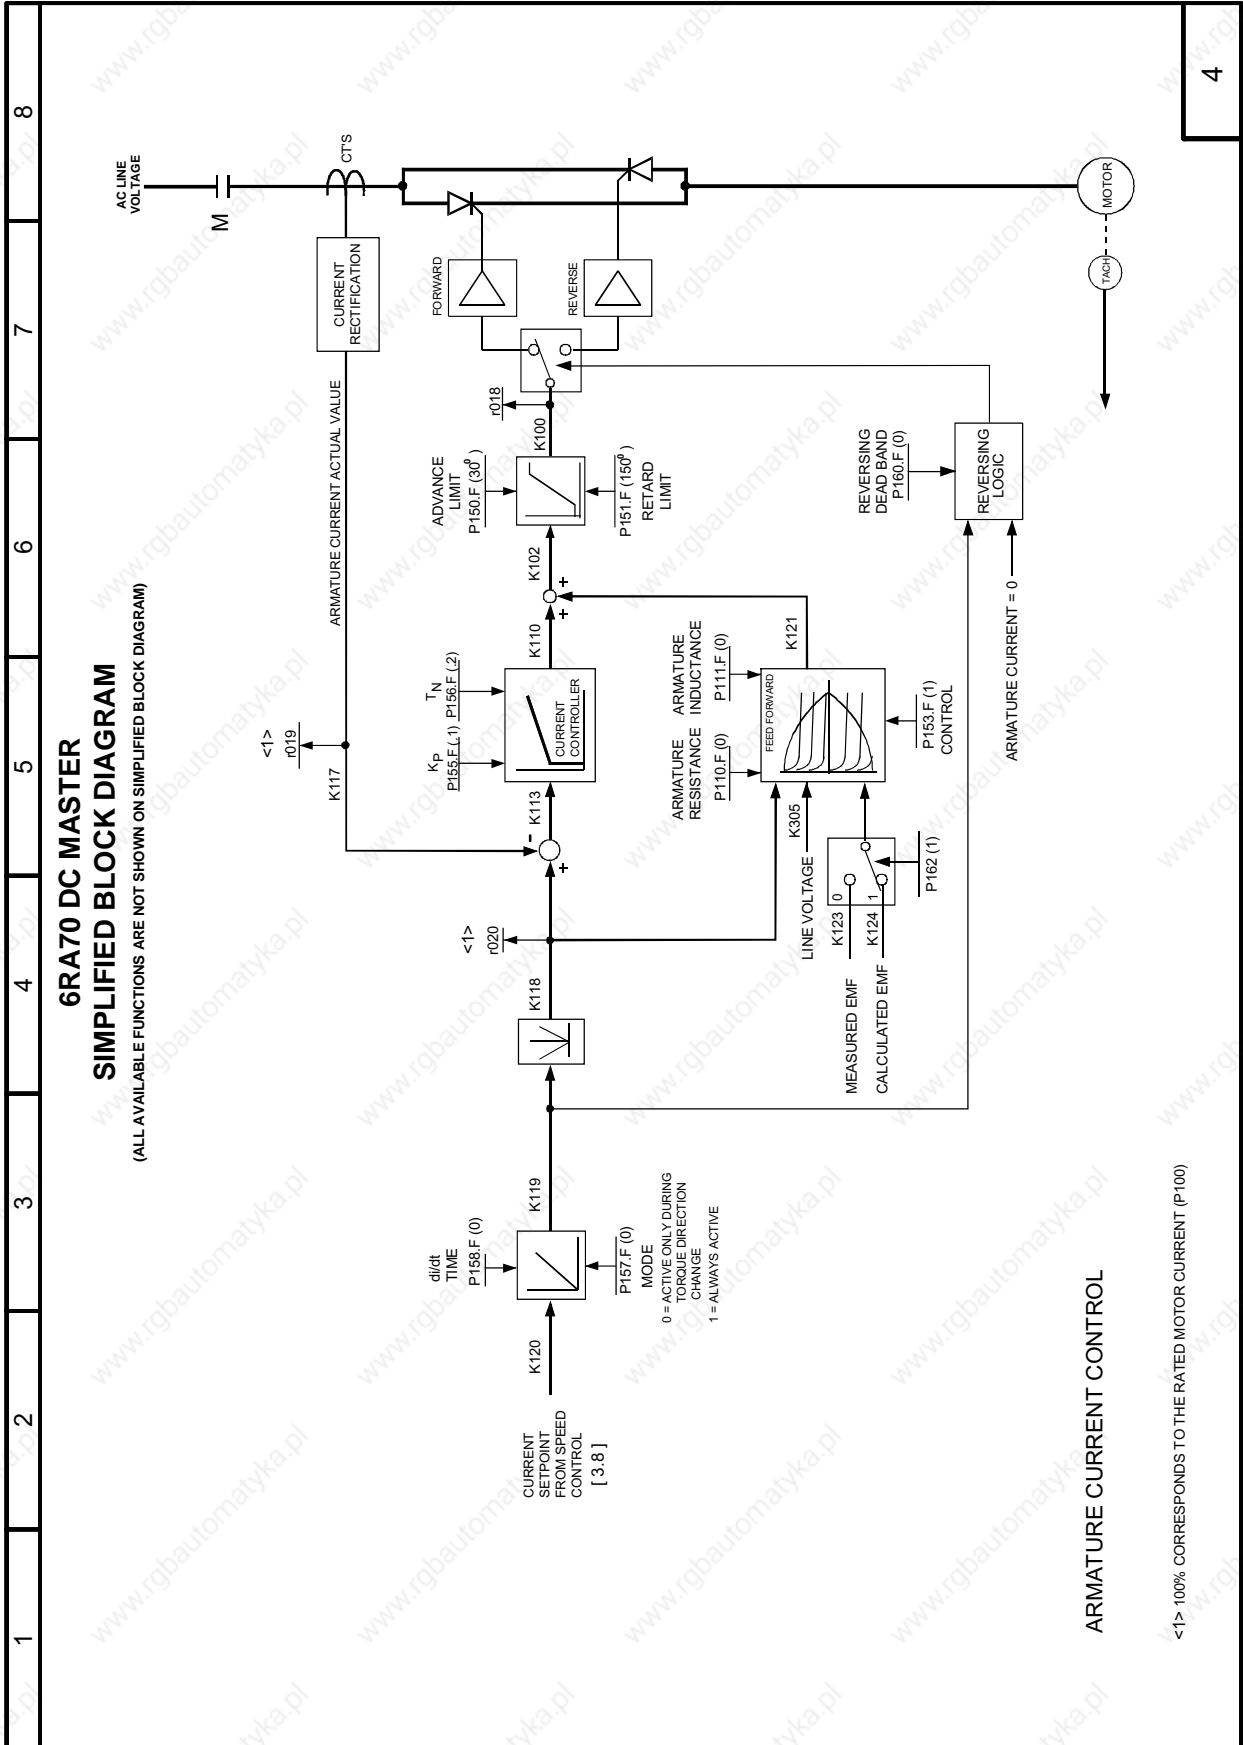 1
2
3
4
5
6
7
8
6RA70 DC MASTER
SIMPLIFIED BLOCK DIAGRAM
(ALL AVAILABLE FUNCTIONS ARE NOT SHOWN ON SIMPLIFIED BLOCK DIAGRAM)
AC LINE
VOLTAGE
M
CT'S
CURRENT
RECTIFICATION
ARMATURE CURRENT ACTUAL VALUE
<1>
r019
K117
CURRENT
SETPOINT
FROM SPEED
CONTROL
[ 3.8 ]
K120
di/dt
TIME
P158.F (0)
P157.F (0)
MODE
0 = ACTIVE ONLY DURING
TORQUE DIRECTION
CHANGE
1 = ALWAYS ACTIVE
K119
K118
<1>
r020
+
-
K113
KP
P155.F (.1)
TN
P156.F (.2)
CURRENT
CONTROLLER
K110
+
+
K102
ADVANCE
LIMIT
P150.F (30⁰ )
P151.F (150⁰ )
RETARD
LIMIT
K100
r018
FORWARD
REVERSE
MOTOR
TACH
MEASURED EMF
K123
0
CALCULATED EMF
K124
1
P162 (1)
LINE VOLTAGE
K305
ARMATURE
RESISTANCE
P110.F (0)
ARMATURE
INDUCTANCE
P111.F (0)
FEED FORWARD
P153.F (1)
CONTROL
K121
ARMATURE CURRENT = 0
REVERSING
DEAD BAND
P160.F (0)
REVERSING
LOGIC
ARMATURE CURRENT CONTROL
<1> 100% CORRESPONDS TO THE RATED MOTOR CURRENT (P100)
4
www.rgbautomatyka.pl